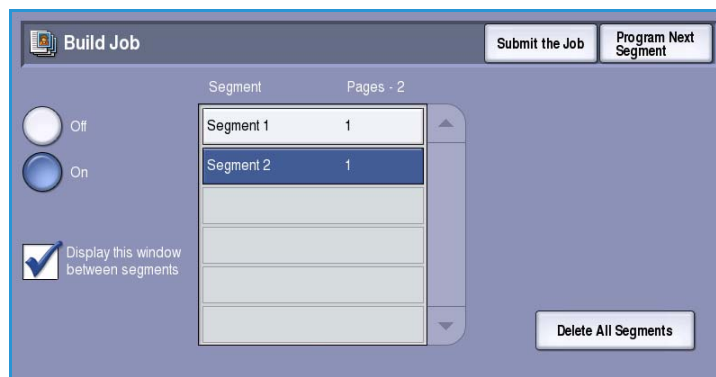 Build Job
Submit the Job
Program Next
Segment
Segment Pages - 2
Off
Segment 1 1
On
Segment 2 1
Display this window
between segments
Delete All Segments